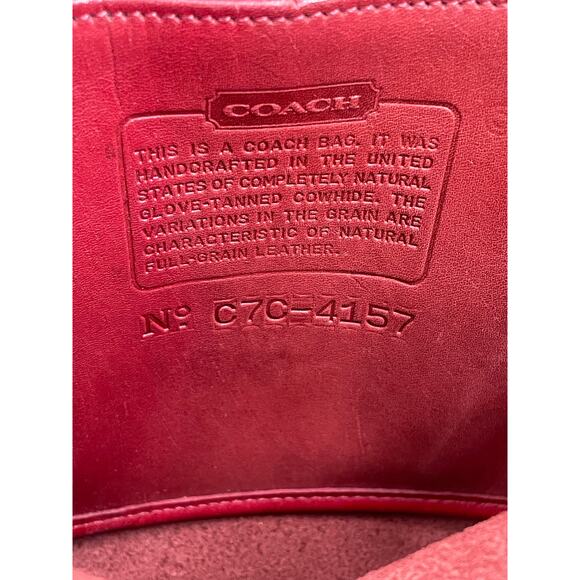 COACH
THIS IS A COACH BAG. IT WAS
HANDCRAFTED IN THE UNITED
STATES OF COMPLETELY NATURAL
GLOVE-TANNED COWHIDE. THE
VARIATIONS IN THE GRAIN ARE
CHARACTERISTIC OF NATURAL
FULL-GRAIN LEATHER.
Nº C7C-4157